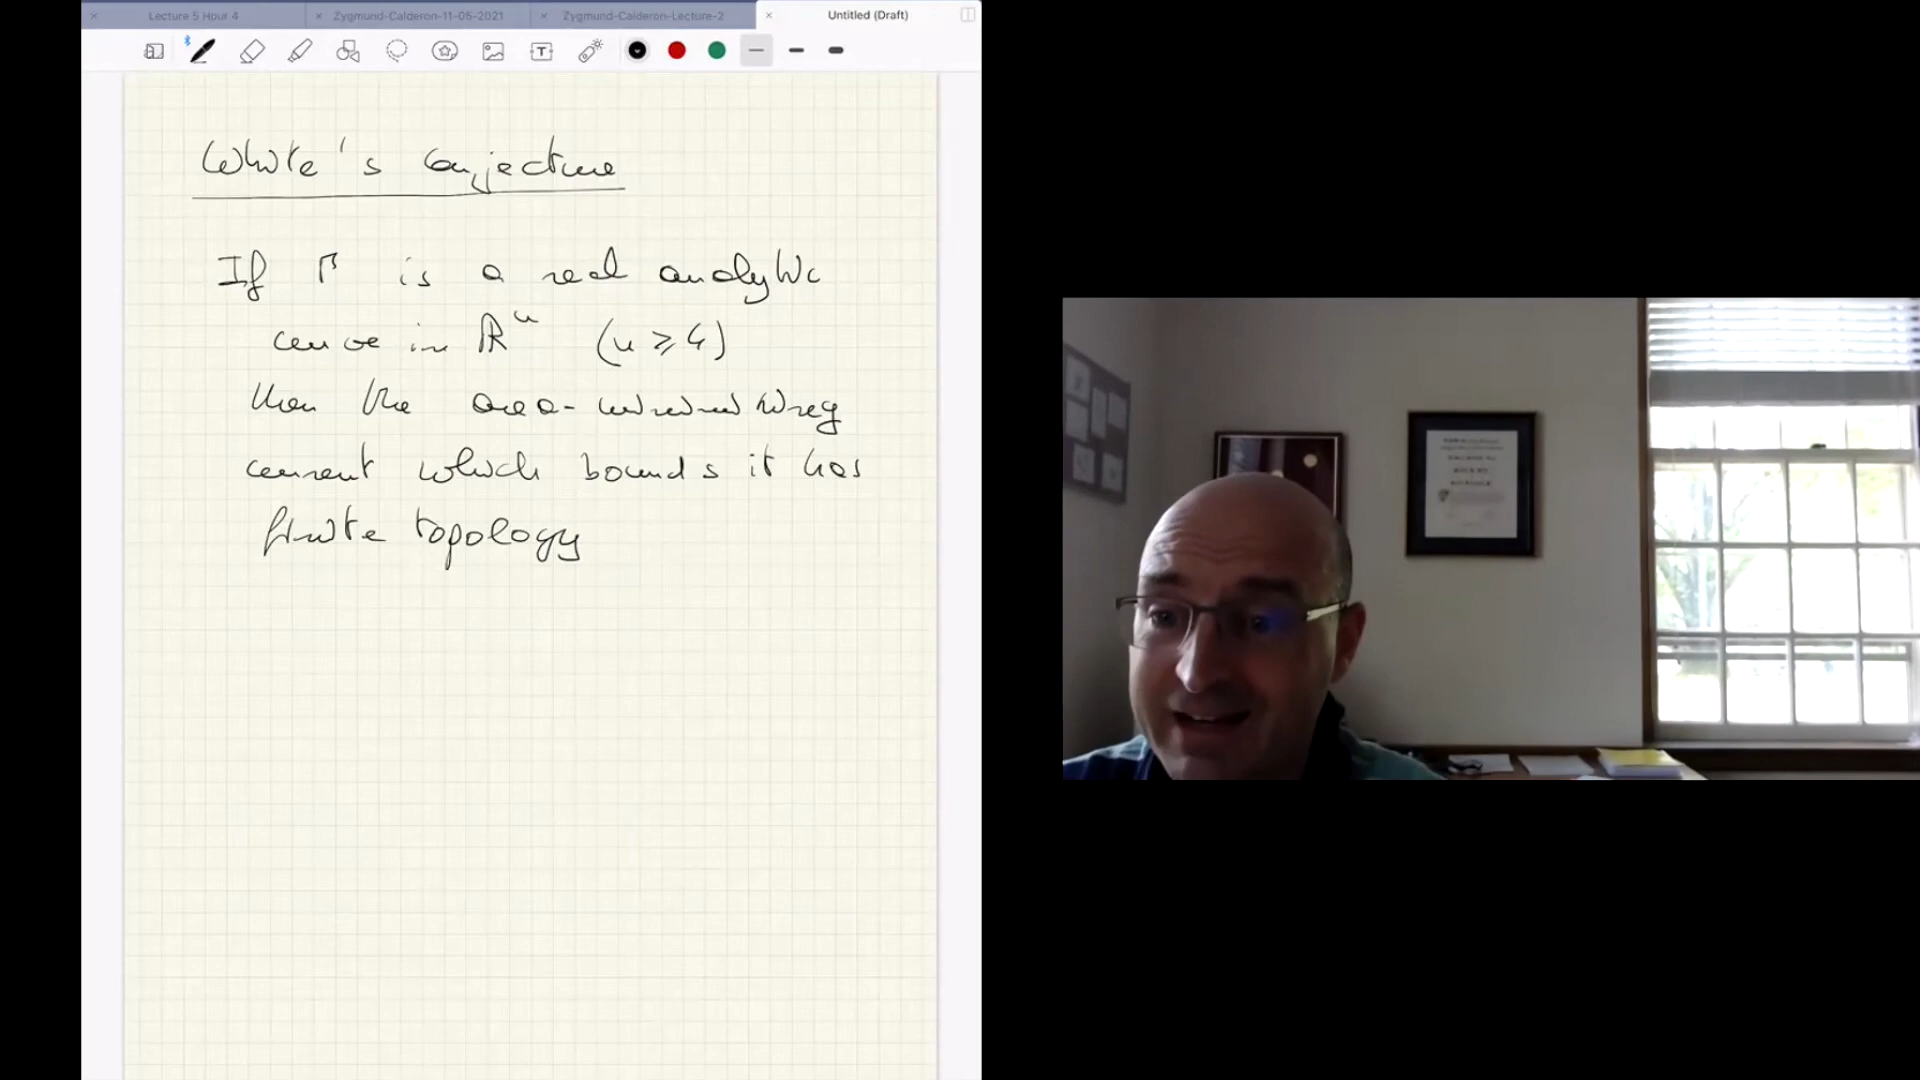 Lecture 5 Hour 4
Zygmund-Calderon-11-05-2021
Zygmund-Calderon-Lecture-2
Untitled (Draft)
White's conjecture
If Γ is a real analytic
curve in ℝⁿ (n ≥ 4)
then the area-minimizing
current which bounds it has
finite topology